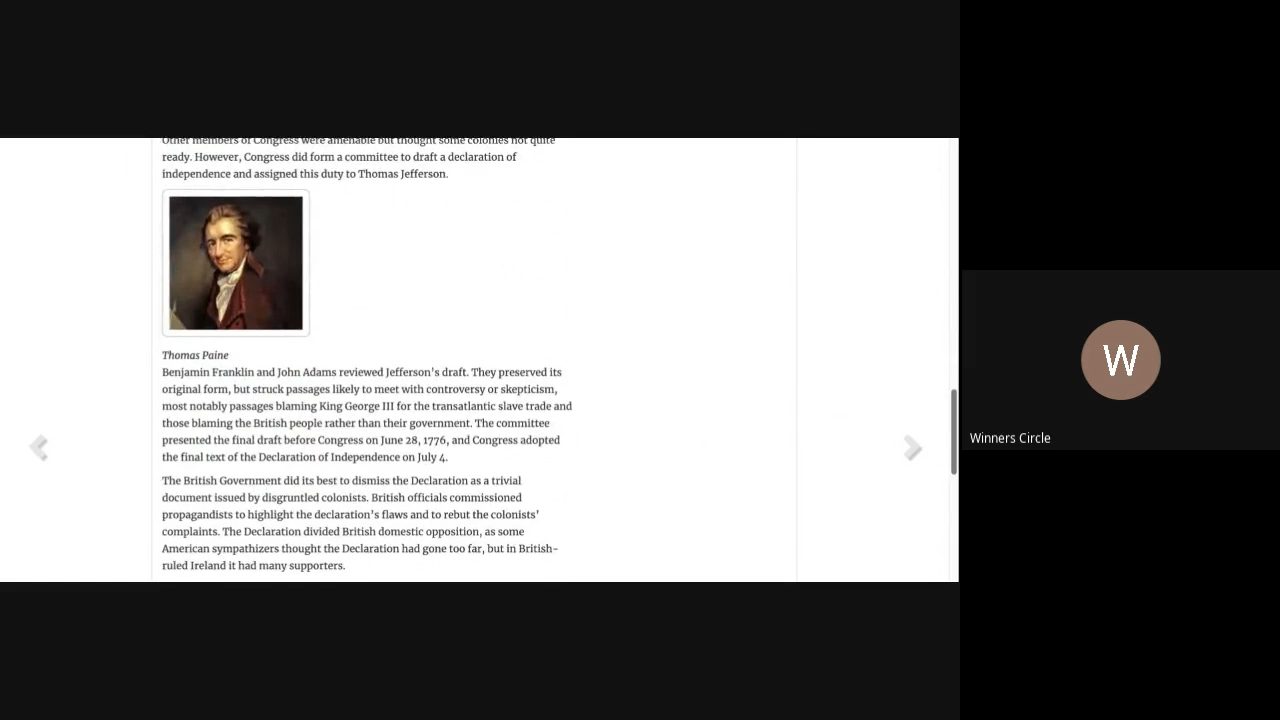 Other members of Congress were amenable but thought some colonies not quite
ready. However, Congress did form a committee to draft a declaration of
independence and assigned this duty to Thomas Jefferson.
Thomas Paine
Benjamin Franklin and John Adams reviewed Jefferson's draft. They preserved its
original form, but struck passages likely to meet with controversy or skepticism,
most notably passages blaming King George III for the transatlantic slave trade and
those blaming the British people rather than their government. The committee
presented the final draft before Congress on June 28, 1776, and Congress adopted
the final text of the Declaration of Independence on July 4.
The British Government did its best to dismiss the Declaration as a trivial
document issued by disgruntled colonists. British officials commissioned
propagandists to highlight the declaration's flaws and to rebut the colonists'
complaints. The Declaration divided British domestic opposition, as some
American sympathizers thought the Declaration had gone too far, but in British-
ruled Ireland it had many supporters.
W
Winners Circle